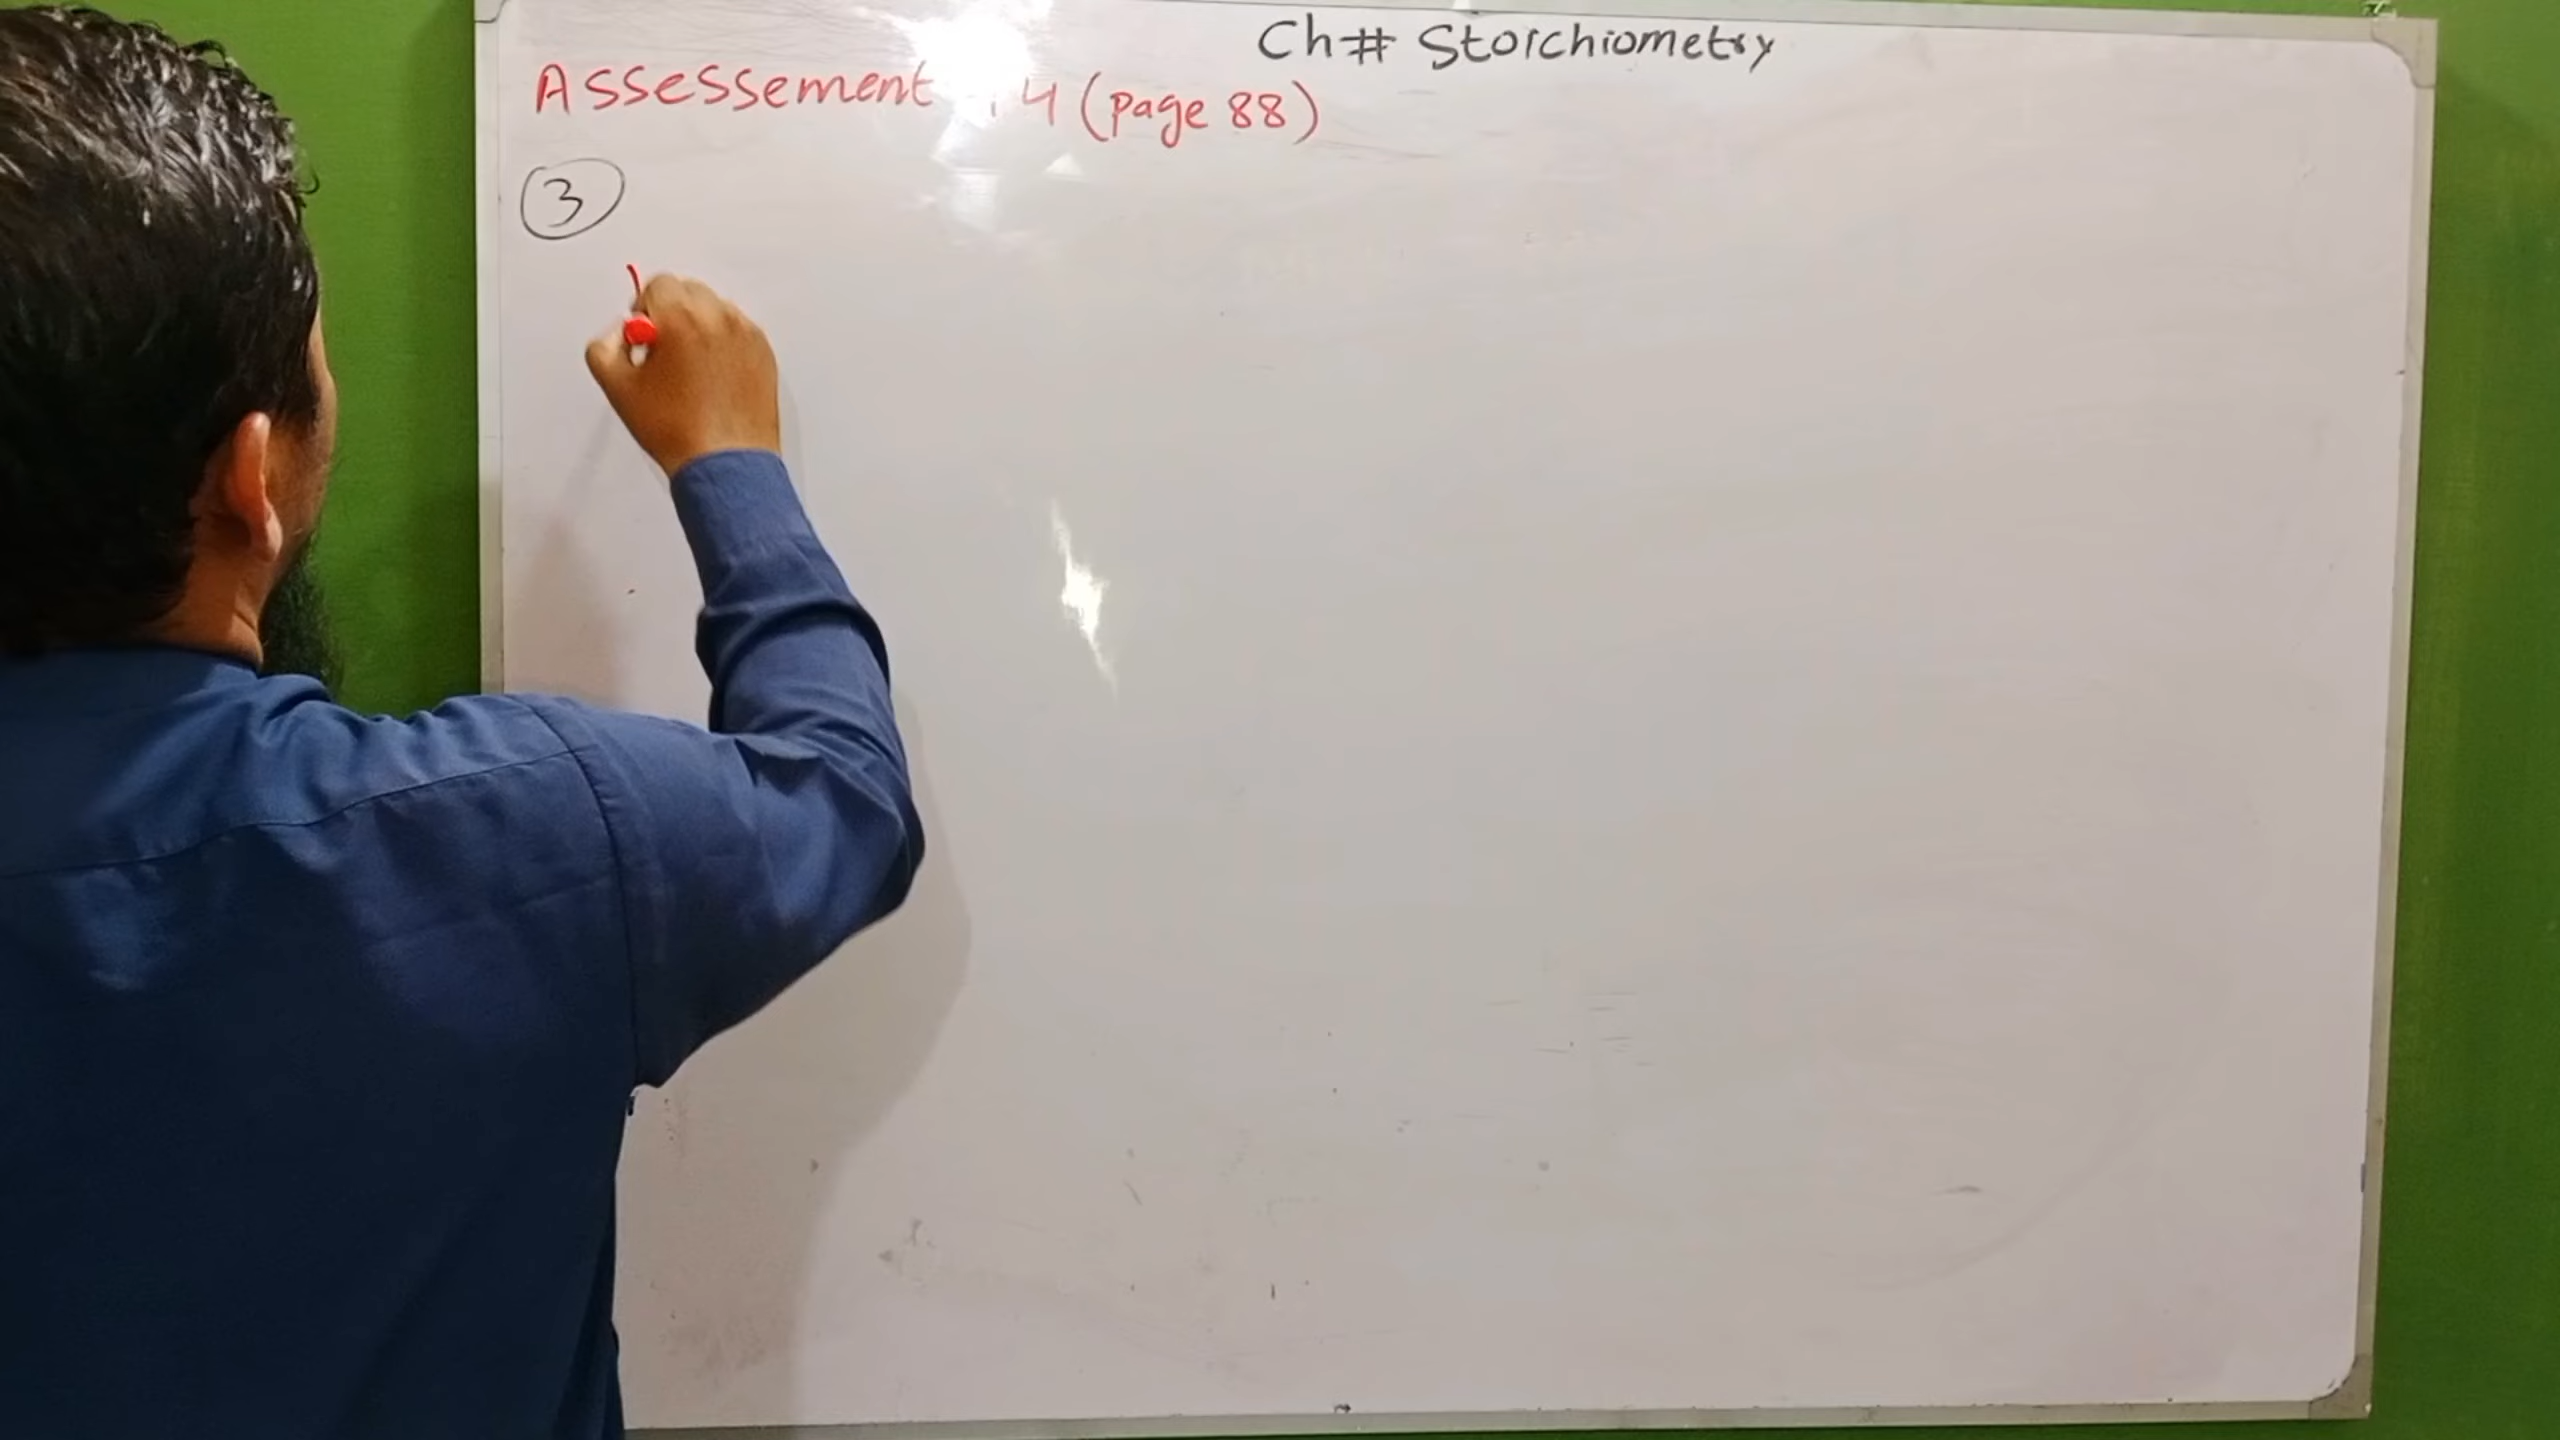 Ch# Stoichiometry
Assessement . 4 (page 88)
3